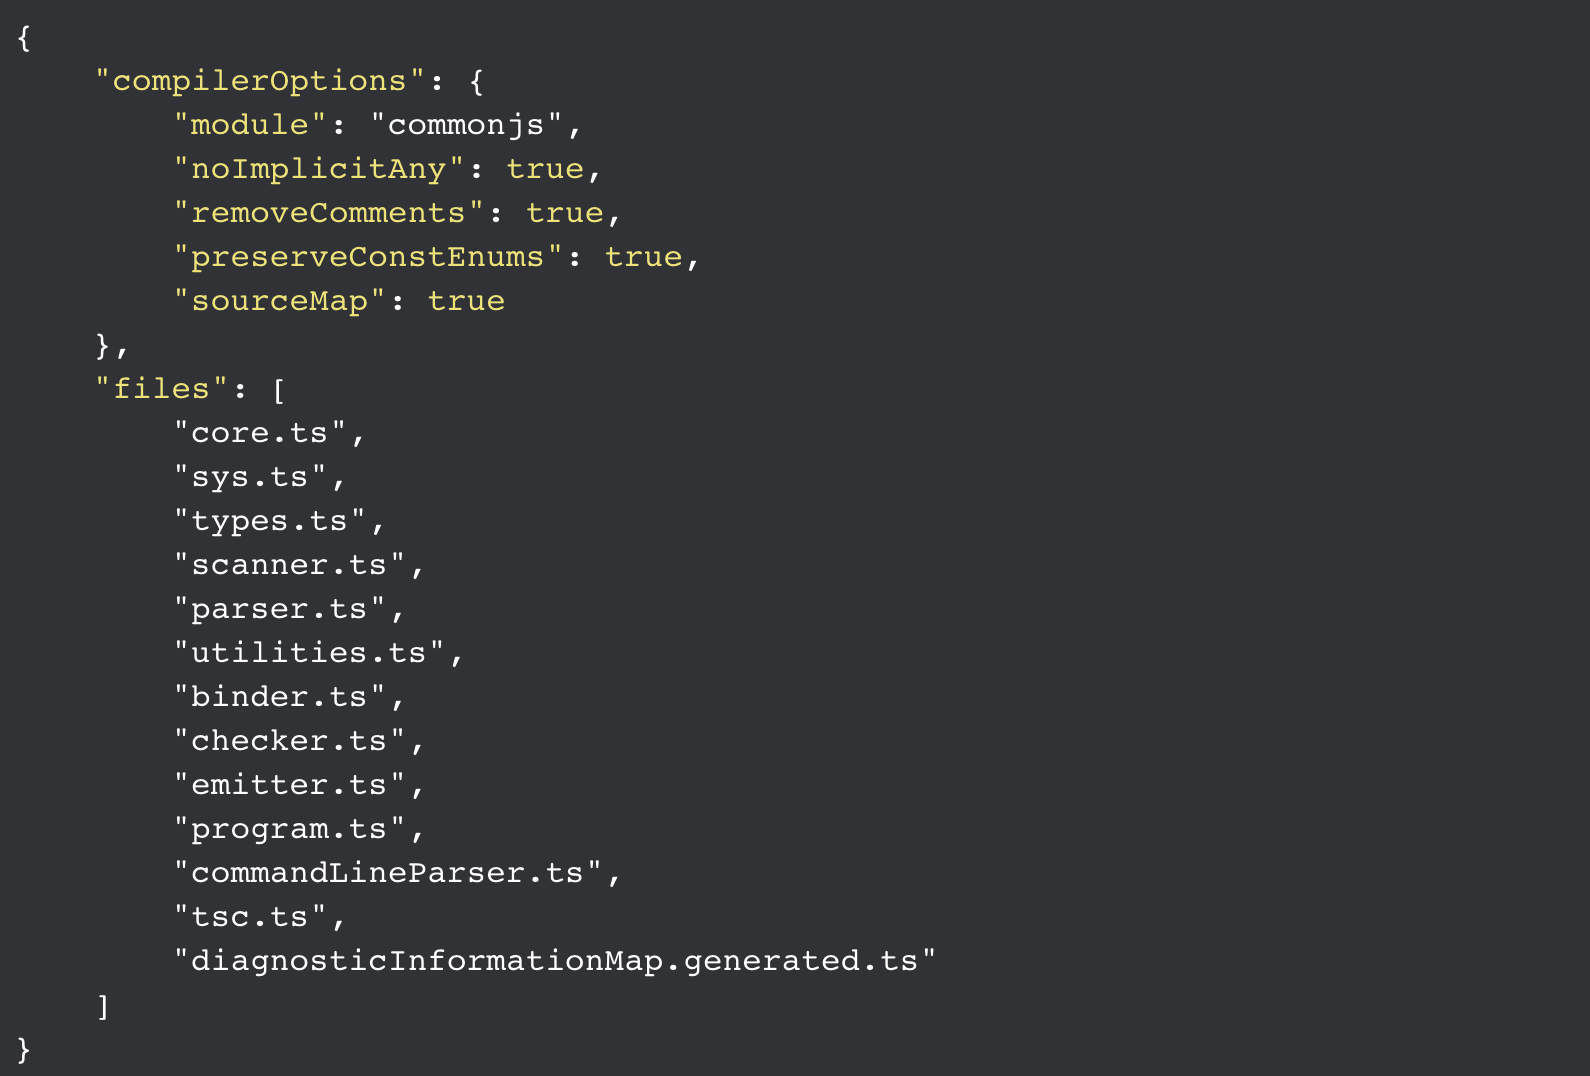 {
    "compilerOptions": {
        "module": "commonjs",
        "noImplicitAny": true,
        "removeComments": true,
        "preserveConstEnums": true,
        "sourceMap": true
    },
    "files": [
        "core.ts",
        "sys.ts",
        "types.ts",
        "scanner.ts",
        "parser.ts",
        "utilities.ts",
        "binder.ts",
        "checker.ts",
        "emitter.ts",
        "program.ts",
        "commandLineParser.ts",
        "tsc.ts",
        "diagnosticInformationMap.generated.ts"
    ]
}